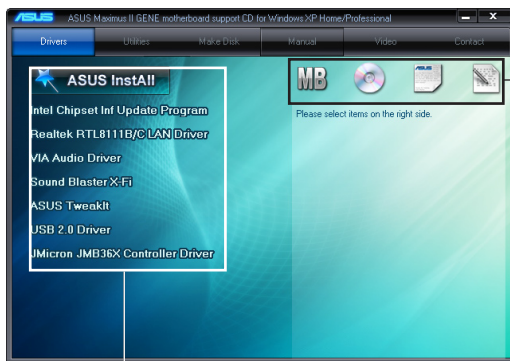 ASUS ASUS Maximus II GENE motherboard support CD for Windows XP Home/Professional
Drivers Utilities Make Disk Manual Video Contact
ASUS InstAll
Intel Chipset Inf Update Program
Realtek RTL8111B/C LAN Driver
VIA Audio Driver
Sound Blaster X-Fi
ASUS TweakIt
USB 2.0 Driver
JMicron JMB36X Controller Driver
MB
Please select items on the right side.